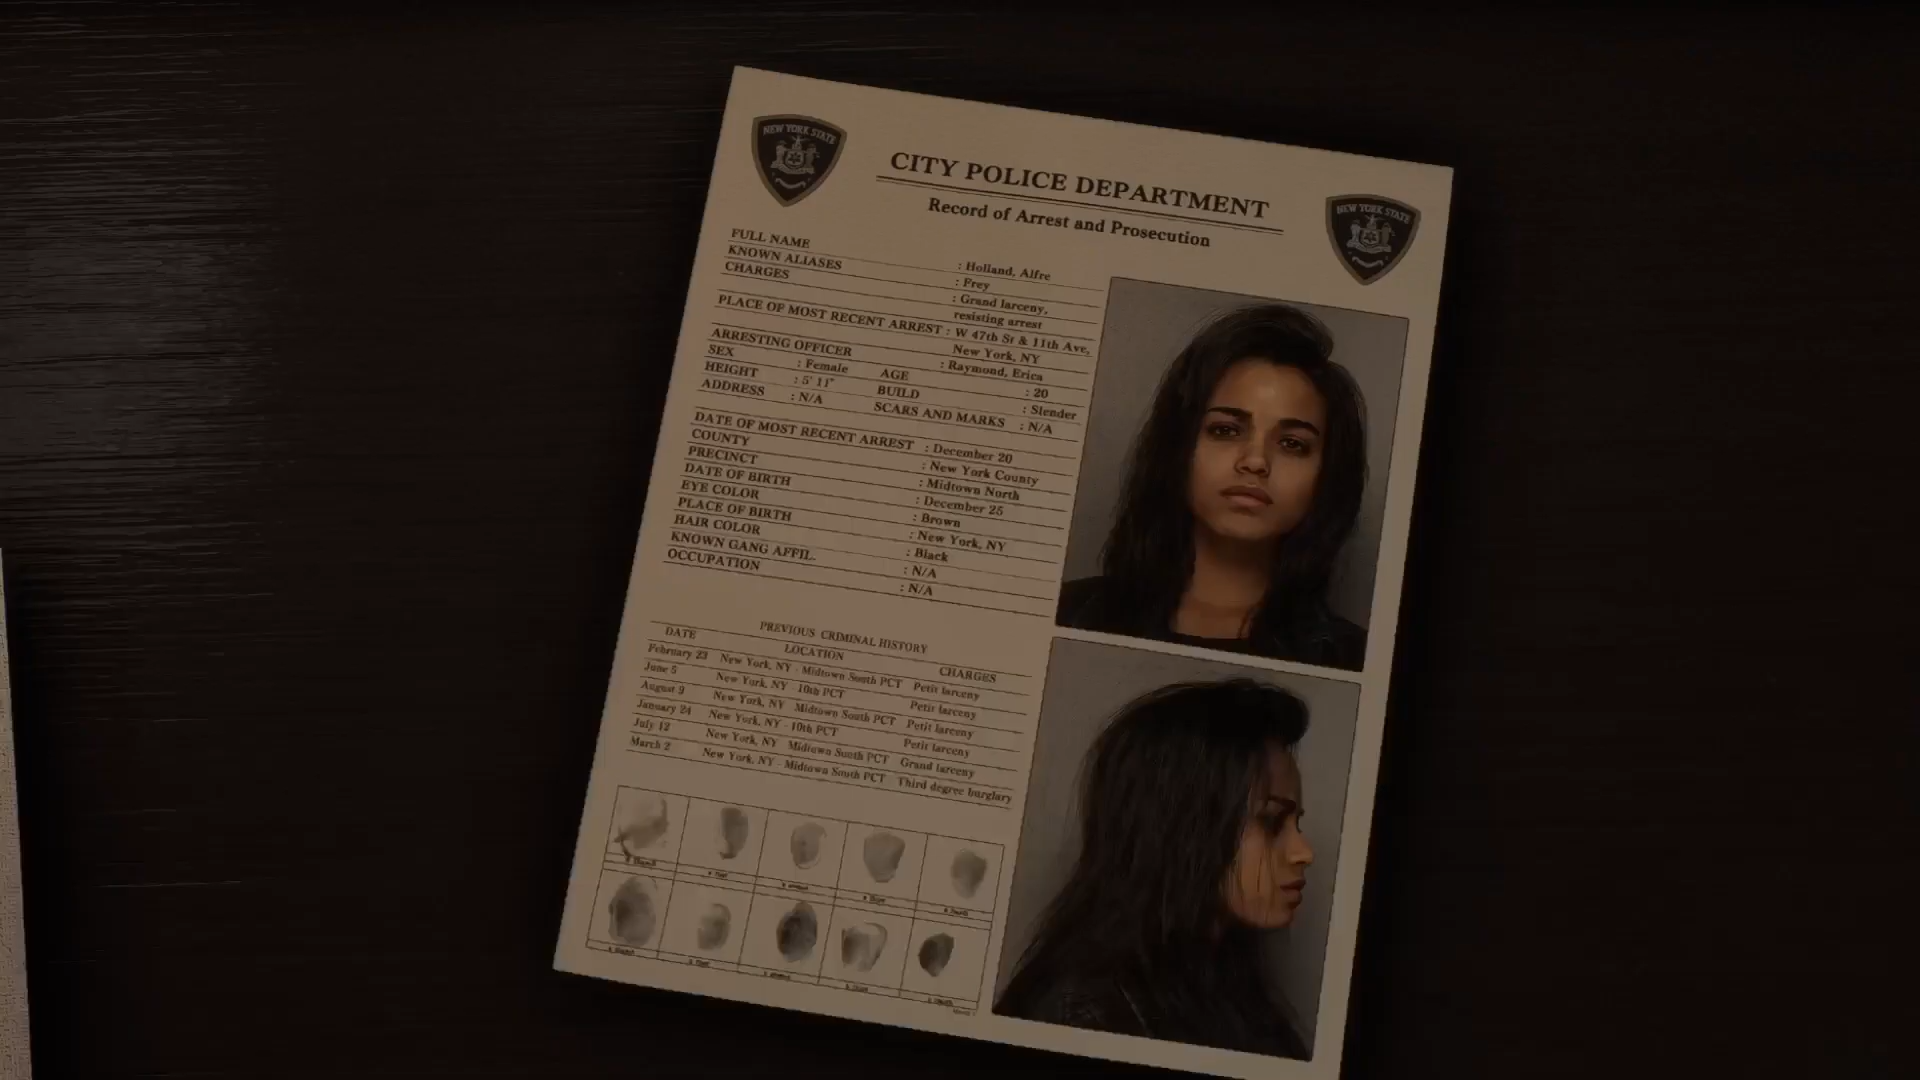 NEW YORK STATE
CITY POLICE DEPARTMENT
NEW YORK STATE
Record of Arrest and Prosecution
FULL NAME : Holland, Alfre
KNOWN ALIASES : Frey
CHARGES : Grand larceny,
resisting arrest
PLACE OF MOST RECENT ARREST : W 47th St & 11th Ave,
New York, NY
ARRESTING OFFICER : Raymond, Erica
SEX : Female AGE : 20
HEIGHT : 5' 11" BUILD : Slender
ADDRESS : N/A SCARS AND MARKS : N/A
DATE OF MOST RECENT ARREST : December 20
COUNTY : New York County
PRECINCT : Midtown North
DATE OF BIRTH : December 25
EYE COLOR : Brown
PLACE OF BIRTH : New York, NY
HAIR COLOR : Black
KNOWN GANG AFFIL. : N/A
OCCUPATION : N/A
PREVIOUS CRIMINAL HISTORY
DATE LOCATION CHARGES
February 23 New York, NY - Midtown South PCT Petit larceny
June 5 New York, NY - 10th PCT Petit larceny
August 9 New York, NY - Midtown South PCT Petit larceny
January 24 New York, NY - 10th PCT Petit larceny
July 12 New York, NY - Midtown South PCT Grand larceny
March 2 New York, NY - Midtown South PCT Third degree burglary